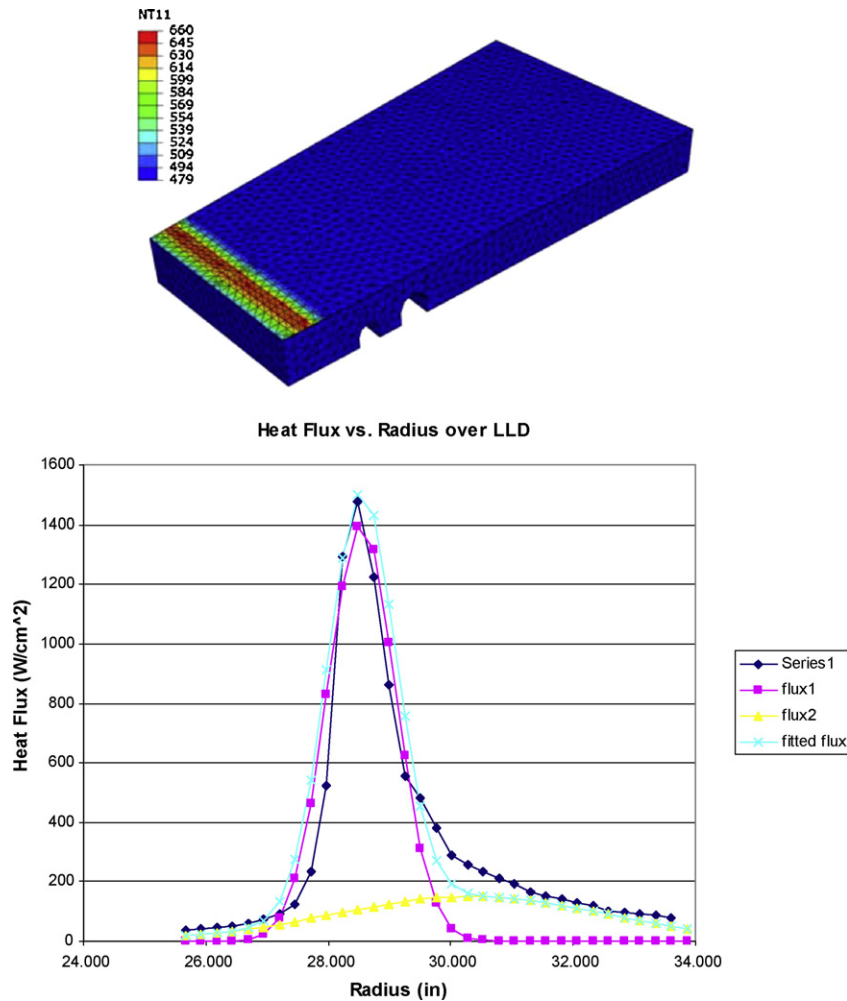 NT11
660
645
630
614
599
584
569
554
539
524
509
494
479
Heat Flux vs. Radius over LLD
1600
1400
1200
1000
800
600
400
200
0
Heat Flux (W/cm^2)
24.000 26.000 28.000 30.000 32.000 34.000
Radius (in)
Series1
flux1
flux2
fitted flux